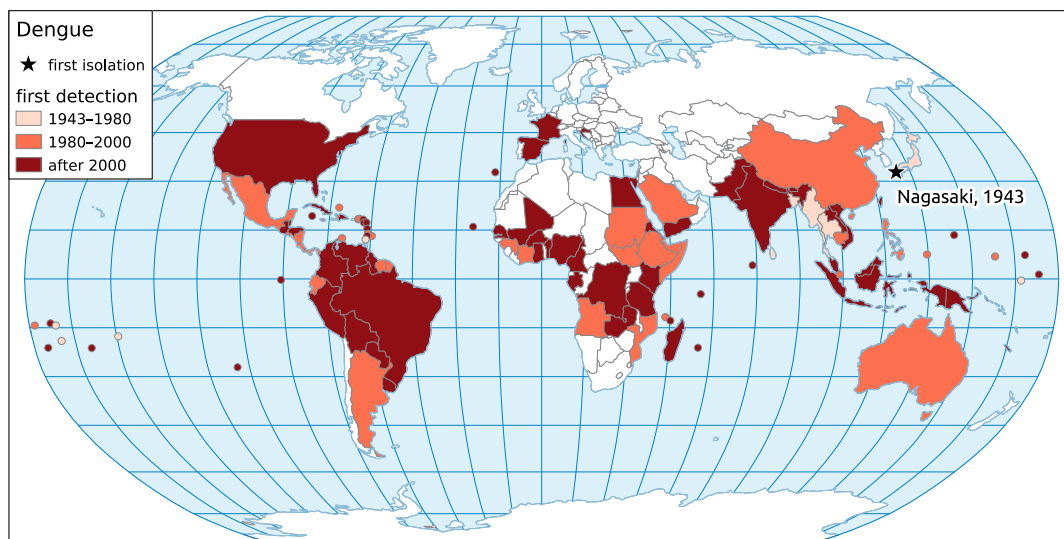 Dengue
first isolation
first detection
1943–1980
1980–2000
after 2000
Nagasaki, 1943